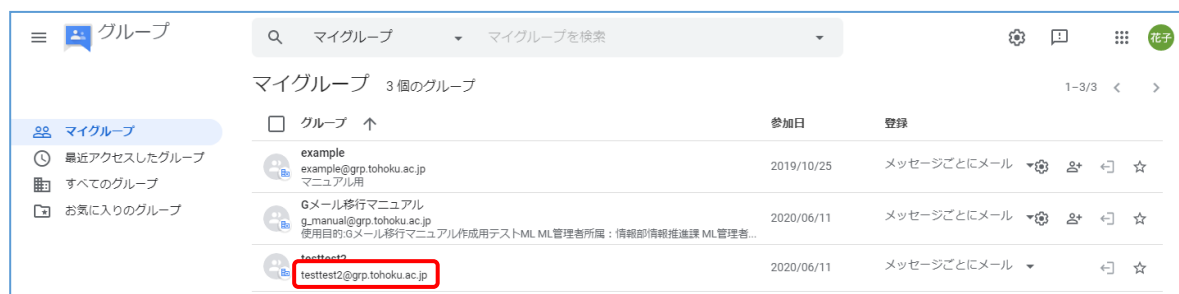 グループ
マイグループ マイグループを検索
花子
マイグループ 3 個のグループ
1–3/3
マイグループ
最近アクセスしたグループ
すべてのグループ
お気に入りのグループ
グループ 参加日 登録
example
example@grp.tohoku.ac.jp
マニュアル用
2019/10/25 メッセージごとにメール
Gメール移行マニュアル
g_manual@grp.tohoku.ac.jp
使用目的:Gメール移行マニュアル作成用テストML ML管理者所属：情報部情報推進課 ML管理者...
2020/06/11 メッセージごとにメール
testtest2
testtest2@grp.tohoku.ac.jp
2020/06/11 メッセージごとにメール